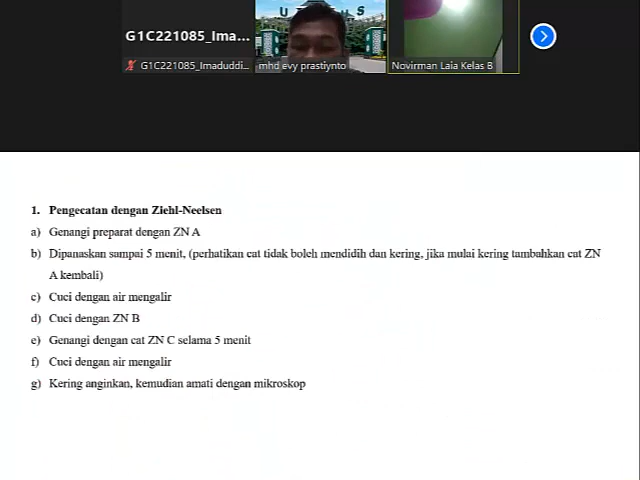 G1C221085_Ima...
U S
G1C221085_Imaduddi...
mhd evy prastiynto
Novirman Laia Kelas B
1. Pengecatan dengan Ziehl-Neelsen
a) Genangi preparat dengan ZN A
b) Dipanaskan sampai 5 menit, (perhatikan cat tidak boleh mendidih dan kering, jika mulai kering tambahkan cat ZN
A kembali)
c) Cuci dengan air mengalir
d) Cuci dengan ZN B
e) Genangi dengan cat ZN C selama 5 menit
f) Cuci dengan air mengalir
g) Kering anginkan, kemudian amati dengan mikroskop